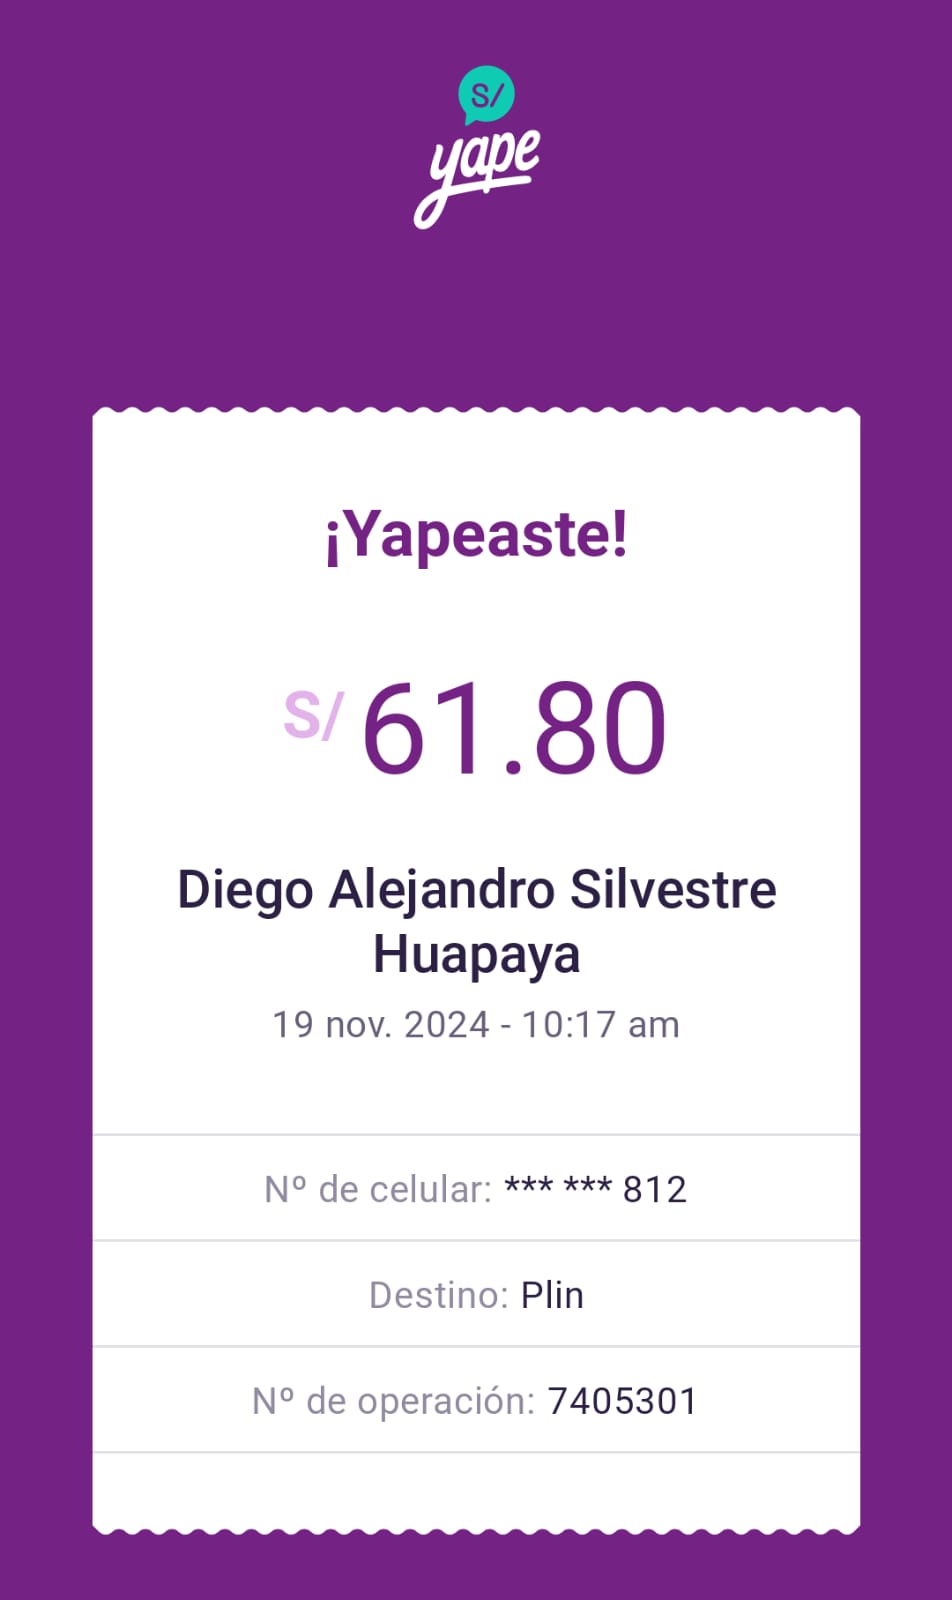 S/
yape
¡Yapeaste!
S/ 61.80
Diego Alejandro Silvestre
Huapaya
19 nov. 2024 - 10:17 am
Nº de celular: *** *** 812
Destino: Plin
Nº de operación: 7405301